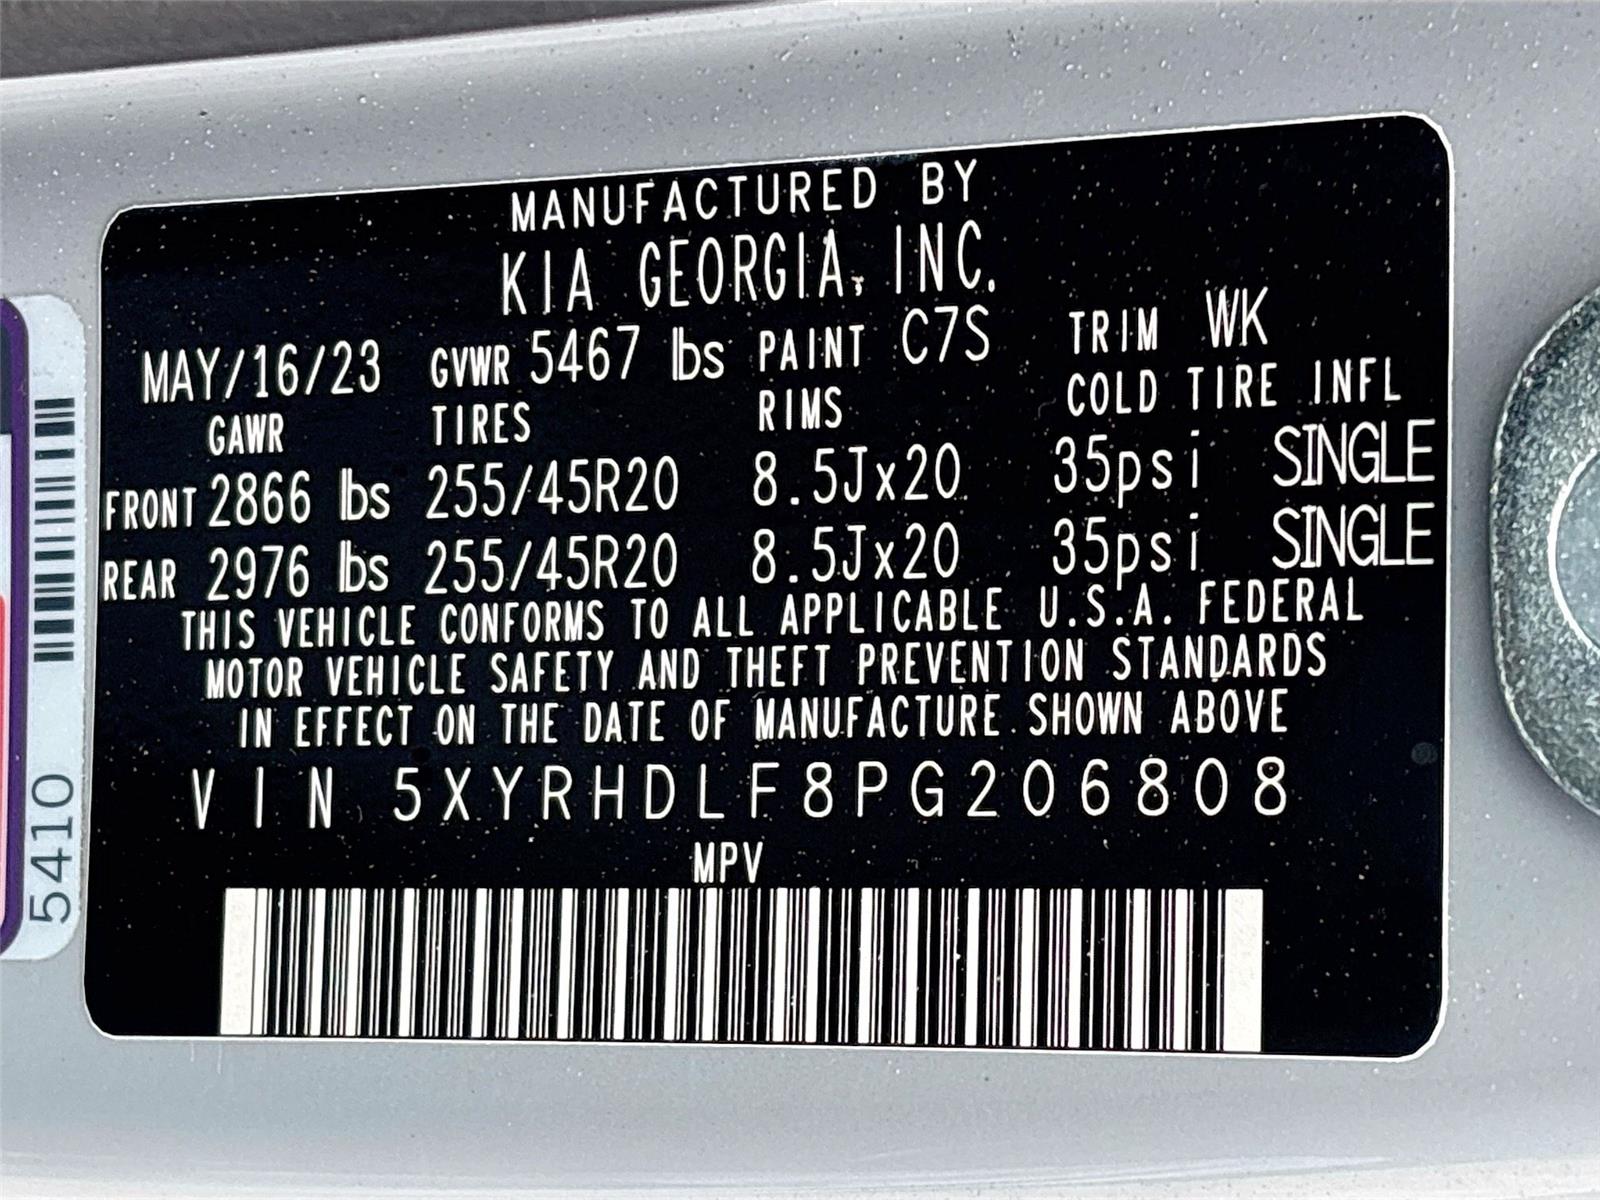 MANUFACTURED BY
KIA GEORGIA, INC.
MAY/16/23 GVWR 5467 lbs PAINT C7S TRIM WK
GAWR TIRES RIMS COLD TIRE INFL
FRONT 2866 lbs 255/45R20 8.5Jx20 35psi SINGLE
REAR 2976 lbs 255/45R20 8.5Jx20 35psi SINGLE
THIS VEHICLE CONFORMS TO ALL APPLICABLE U.S.A. FEDERAL
MOTOR VEHICLE SAFETY AND THEFT PREVENTION STANDARDS
IN EFFECT ON THE DATE OF MANUFACTURE SHOWN ABOVE
VIN 5XYRHDLF8PG206808
MPV
5410